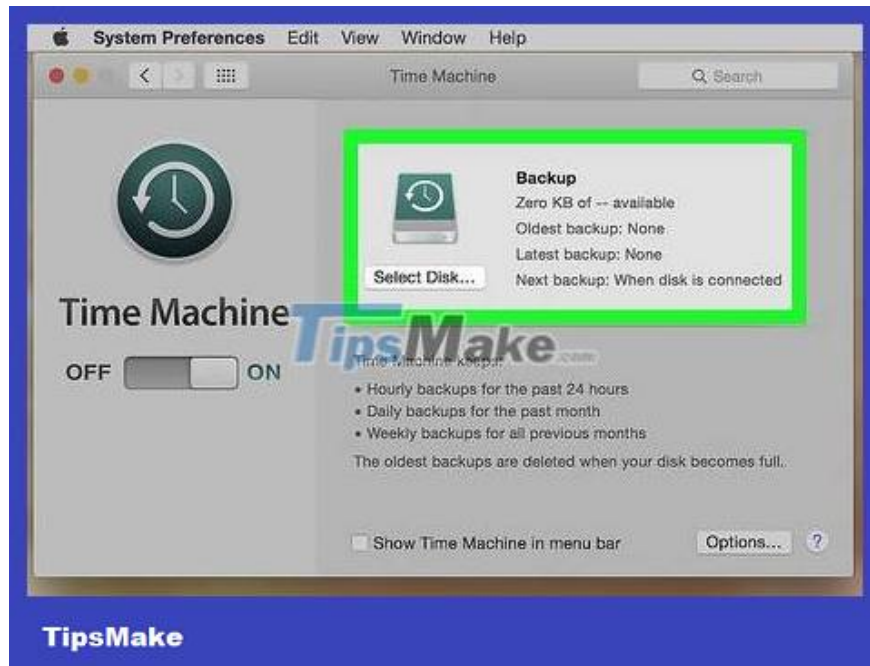 System Preferences Edit View Window Help
Time Machine
Search
Backup
Zero KB of -- available
Oldest backup: None
Latest backup: None
Select Disk...
Next backup: When disk is connected
Time Machine
OFF ON
TipsMake.com
Time Machine keeps:
• Hourly backups for the past 24 hours
• Daily backups for the past month
• Weekly backups for all previous months
The oldest backups are deleted when your disk becomes full.
Show Time Machine in menu bar
Options... ?
TipsMake